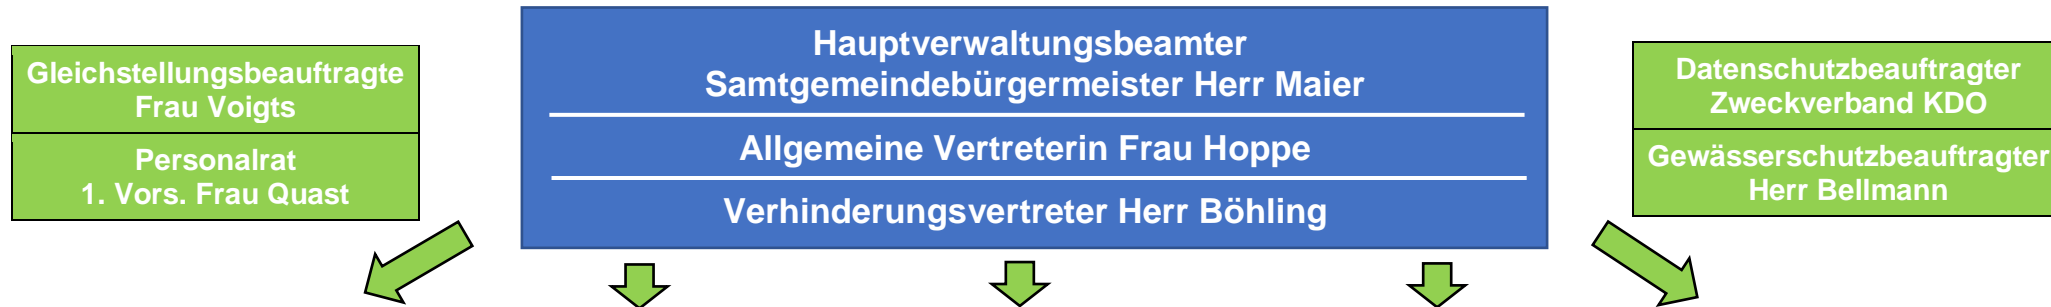 Gleichstellungsbeauftragte
Frau Voigts
Personalrat
1. Vors. Frau Quast
Hauptverwaltungsbeamter
Samtgemeindebürgermeister Herr Maier
Allgemeine Vertreterin Frau Hoppe
Verhinderungsvertreter Herr Böhling
Datenschutzbeauftragter
Zweckverband KDO
Gewässerschutzbeauftragter
Herr Bellmann